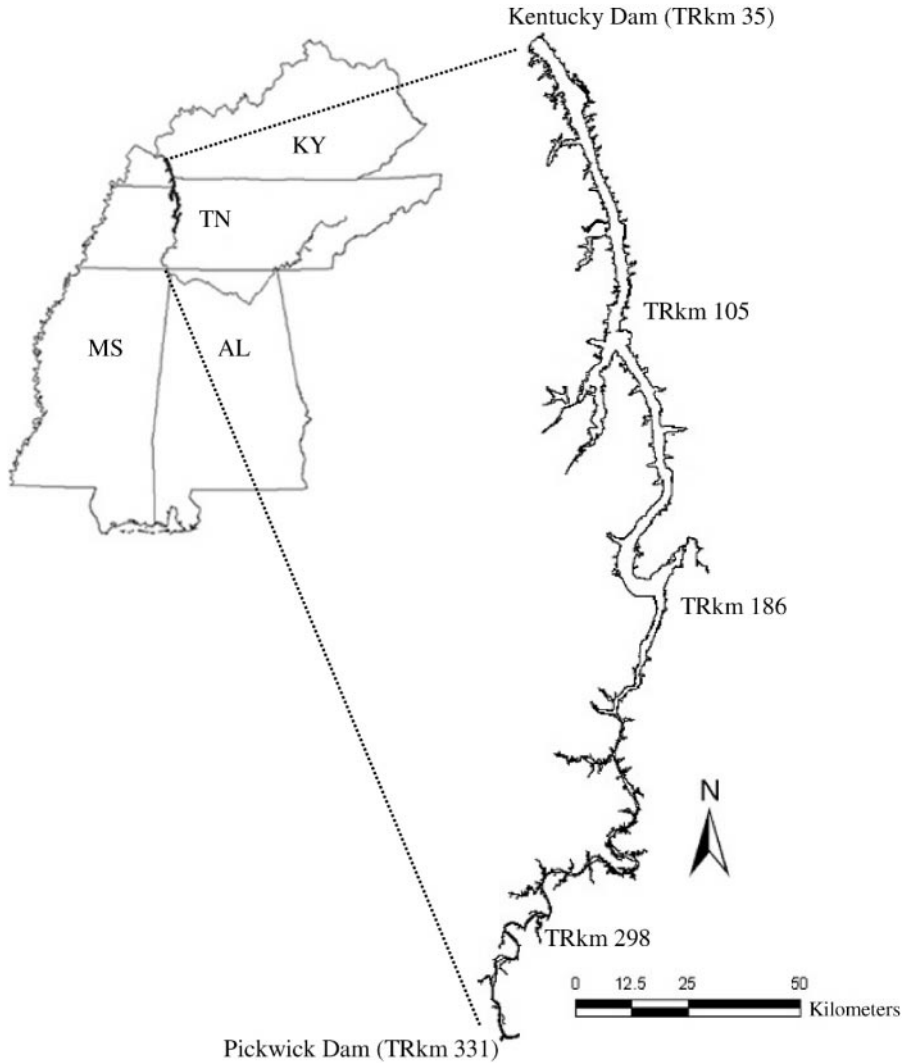 Kentucky Dam (TRkm 35)
KY
TN
TRkm 105
MS
AL
TRkm 186
N
TRkm 298
0 12.5 25 50
Kilometers
Pickwick Dam (TRkm 331)